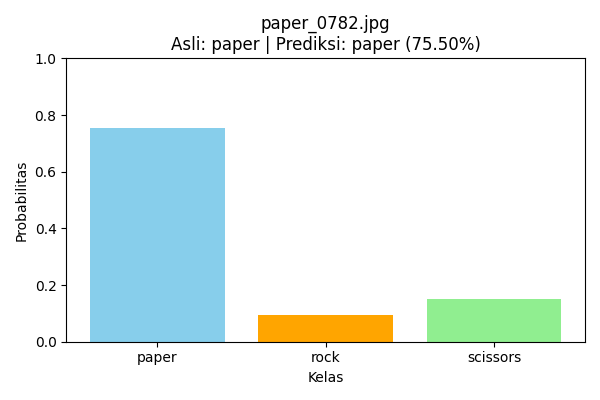 paper_0782.jpg
Asli: paper | Prediksi: paper (75.50%)
1.0
0.8
0.6
0.4
0.2
0.0
Probabilitas
paper rock scissors
Kelas